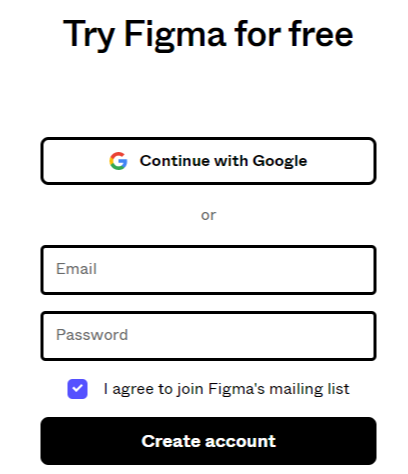 Try Figma for free
Continue with Google
or
Email
Password
I agree to join Figma's mailing list
Create account